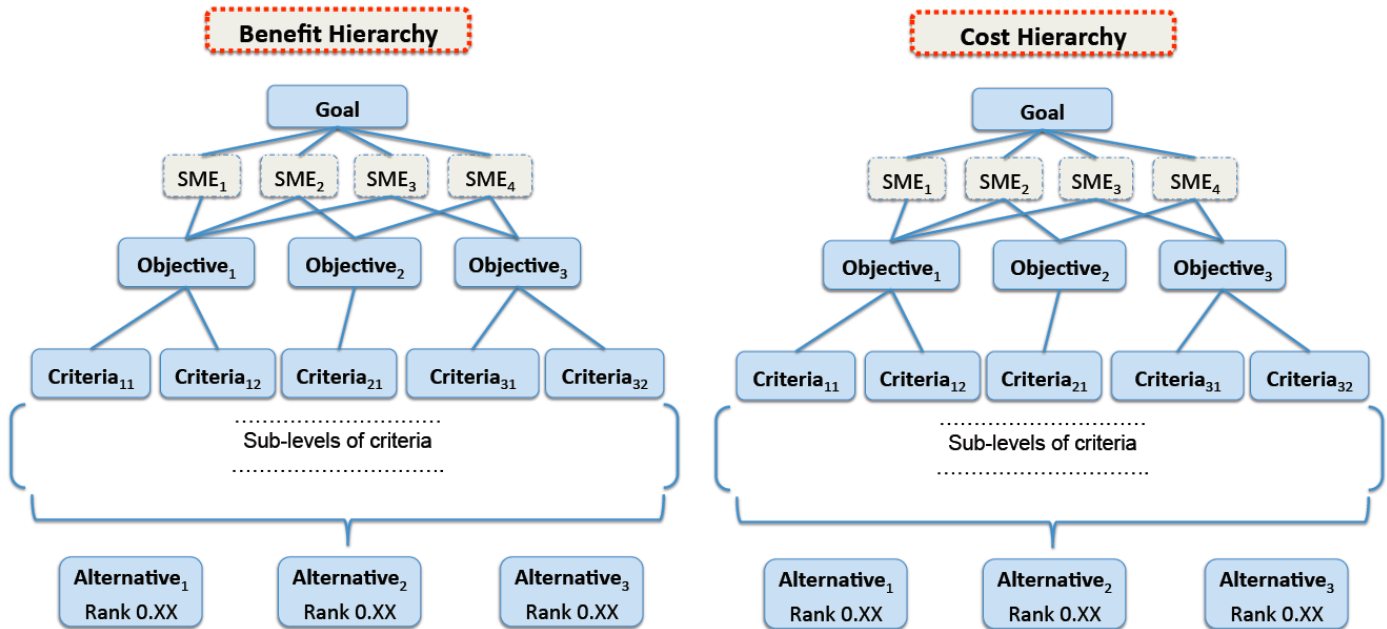 Benefit Hierarchy
Goal
SME₁ SME₂ SME₃ SME₄
Objective₁ Objective₂ Objective₃
Criteria₁₁ Criteria₁₂ Criteria₂₁ Criteria₃₁ Criteria₃₂
Sub-levels of criteria
Alternative₁ Alternative₂ Alternative₃
Rank 0.XX Rank 0.XX Rank 0.XX
Cost Hierarchy
Goal
SME₁ SME₂ SME₃ SME₄
Objective₁ Objective₂ Objective₃
Criteria₁₁ Criteria₁₂ Criteria₂₁ Criteria₃₁ Criteria₃₂
Sub-levels of criteria
Alternative₁ Alternative₂ Alternative₃
Rank 0.XX Rank 0.XX Rank 0.XX